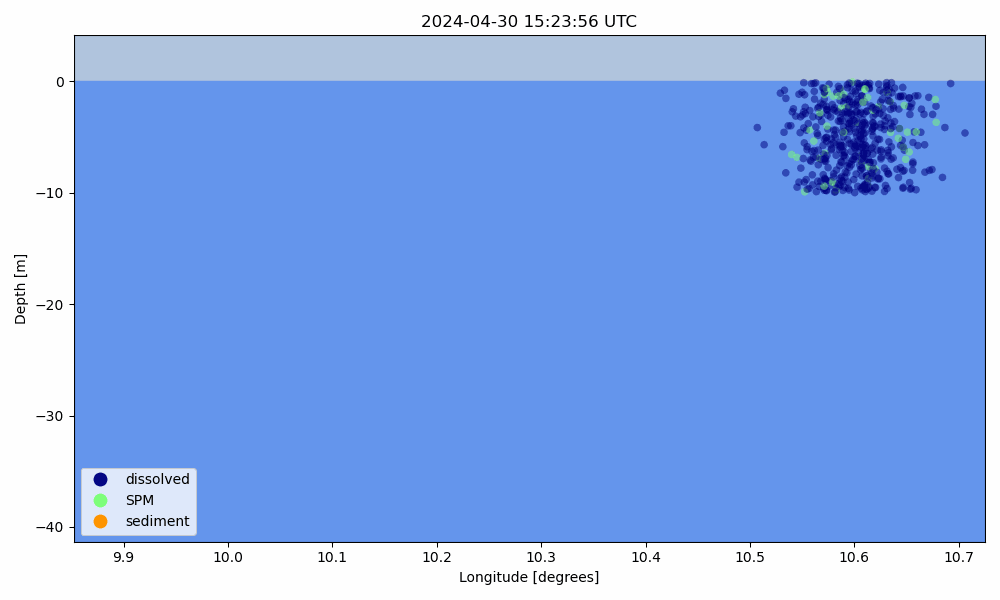 2024-04-30 15:23:56 UTC
0
−10
−20
−30
−40
Depth [m]
dissolved
SPM
sediment
9.9 10.0 10.1 10.2 10.3 10.4 10.5 10.6 10.7
Longitude [degrees]